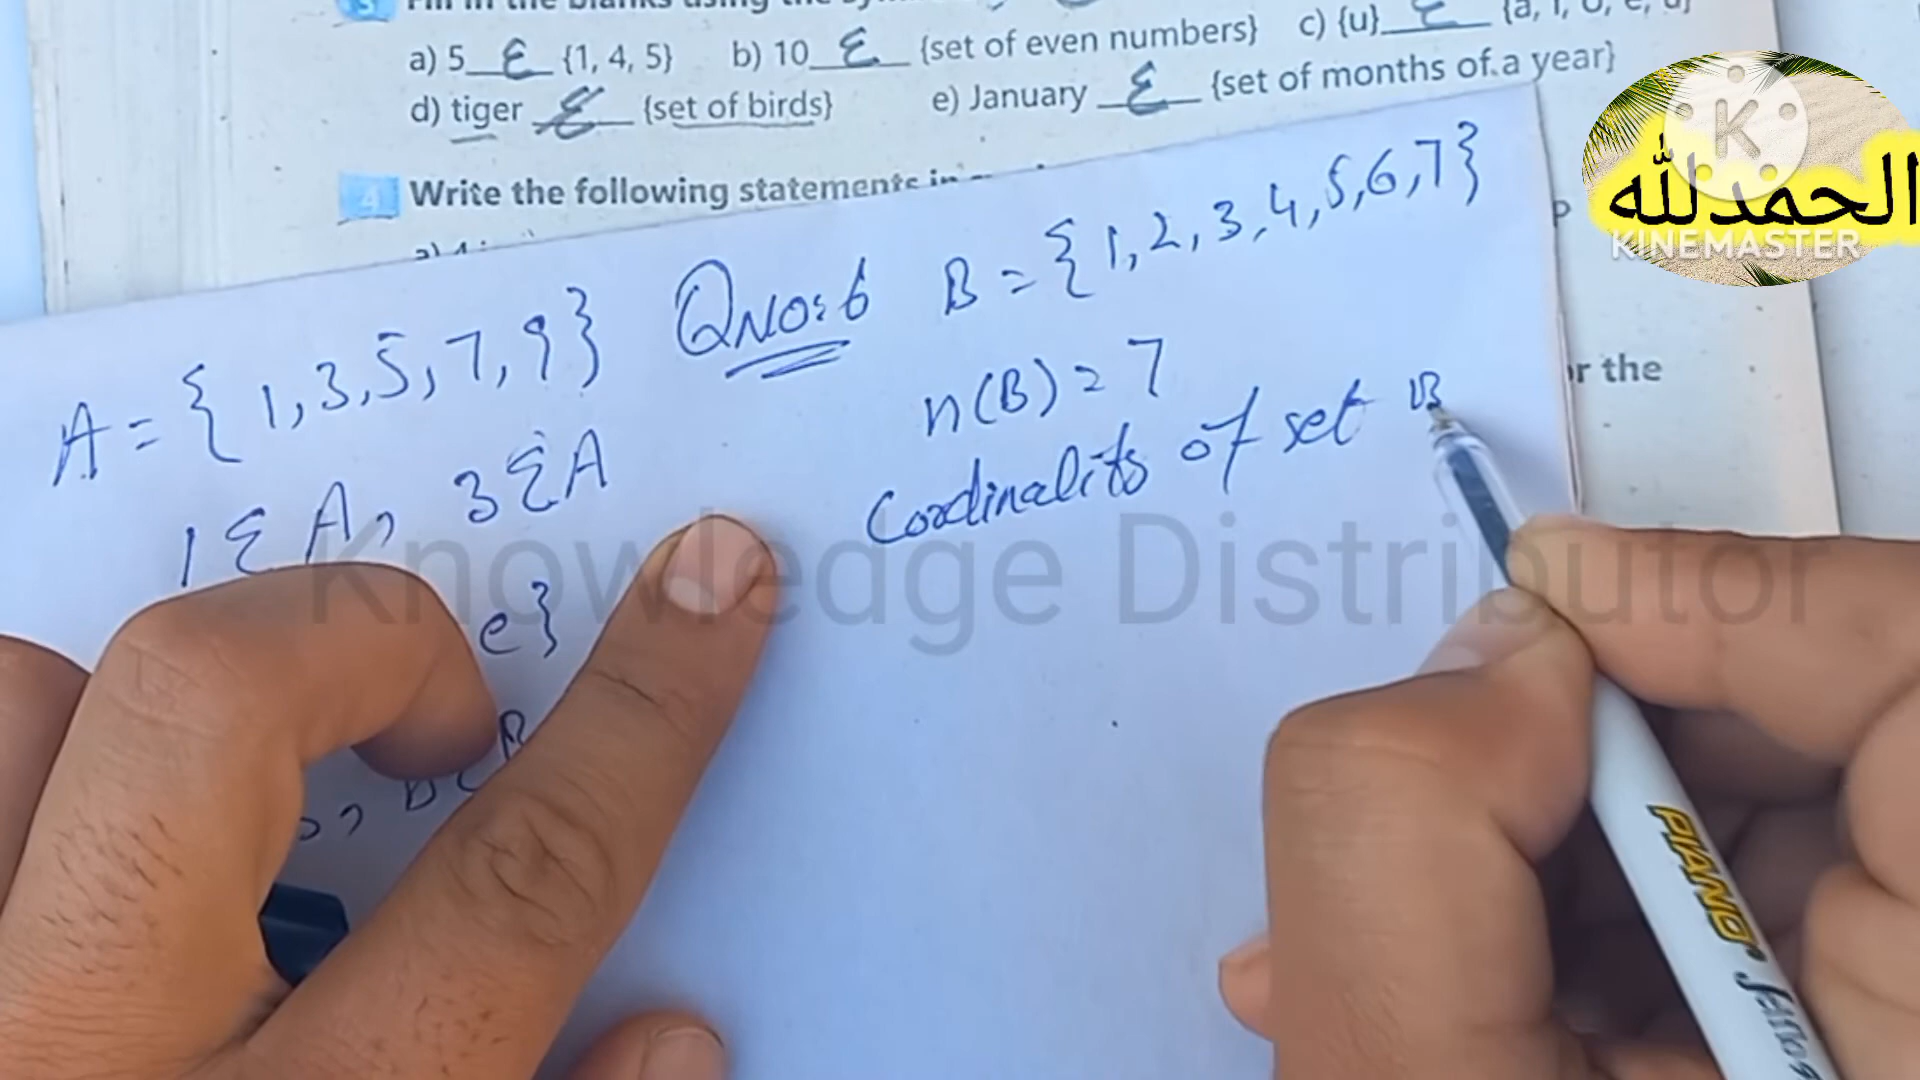 a) 5 ∈ {1, 4, 5} b) 10 ∈ {set of even numbers} c) {u} ∈
d) tiger ∉ {set of birds} e) January ∈ {set of months of a year}
4 Write the following statements in
الحمدلله
K
KINEMASTER
QNO:6
A = { 1,3,5,7,9}
1 ∈ A, 3 ∈ A
e}
B = {1,2,3,4,5,6,7}
n(B) = 7
Cordinality of set B
r the
Knowledge Distributor
PIANO